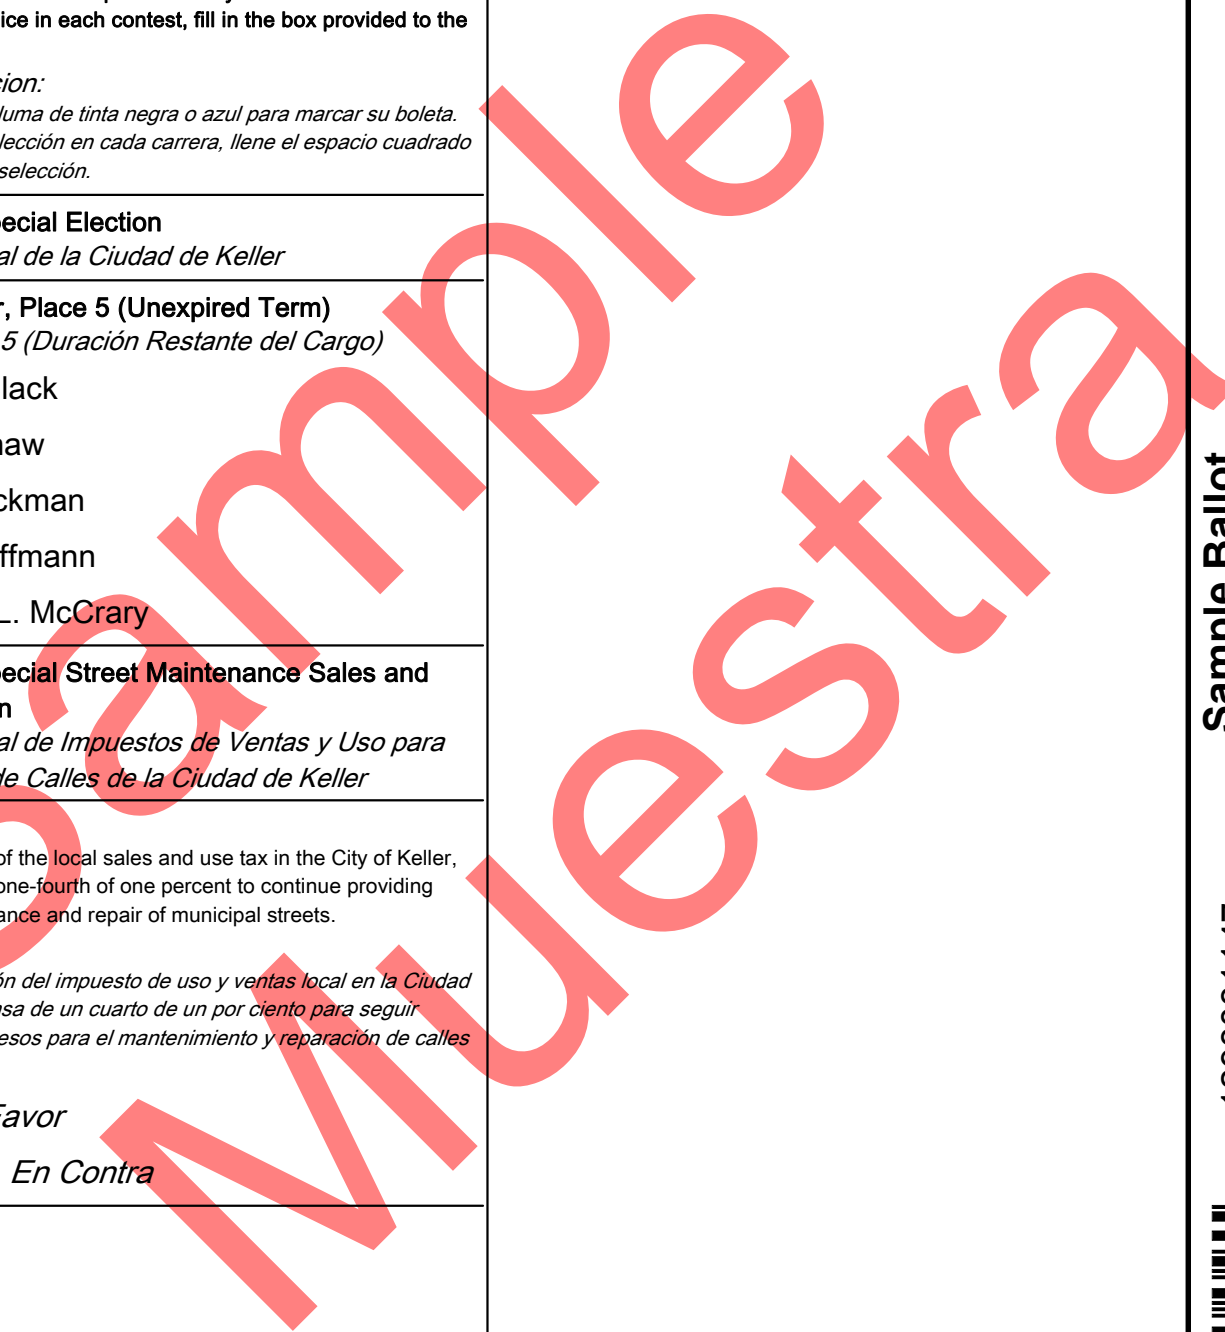 ice in each contest, fill in the box provided to the
cion:
luma de tinta negra o azul para marcar su boleta.
lección en cada carrera, llene el espacio cuadrado
selección.
pecial Election
al de la Ciudad de Keller
r, Place 5 (Unexpired Term)
5 (Duración Restante del Cargo)
lack
haw
ckman
ffmann
L. McCrary
pecial Street Maintenance Sales and
n
al de Impuestos de Ventas y Uso para
de Calles de la Ciudad de Keller
of the local sales and use tax in the City of Keller,
one-fourth of one percent to continue providing
ance and repair of municipal streets.
ón del impuesto de uso y ventas local en la Ciudad
asa de un cuarto de un por ciento para seguir
esos para el mantenimiento y reparación de calles
Favor
En Contra
Sample
Muestra
Sample Ballot